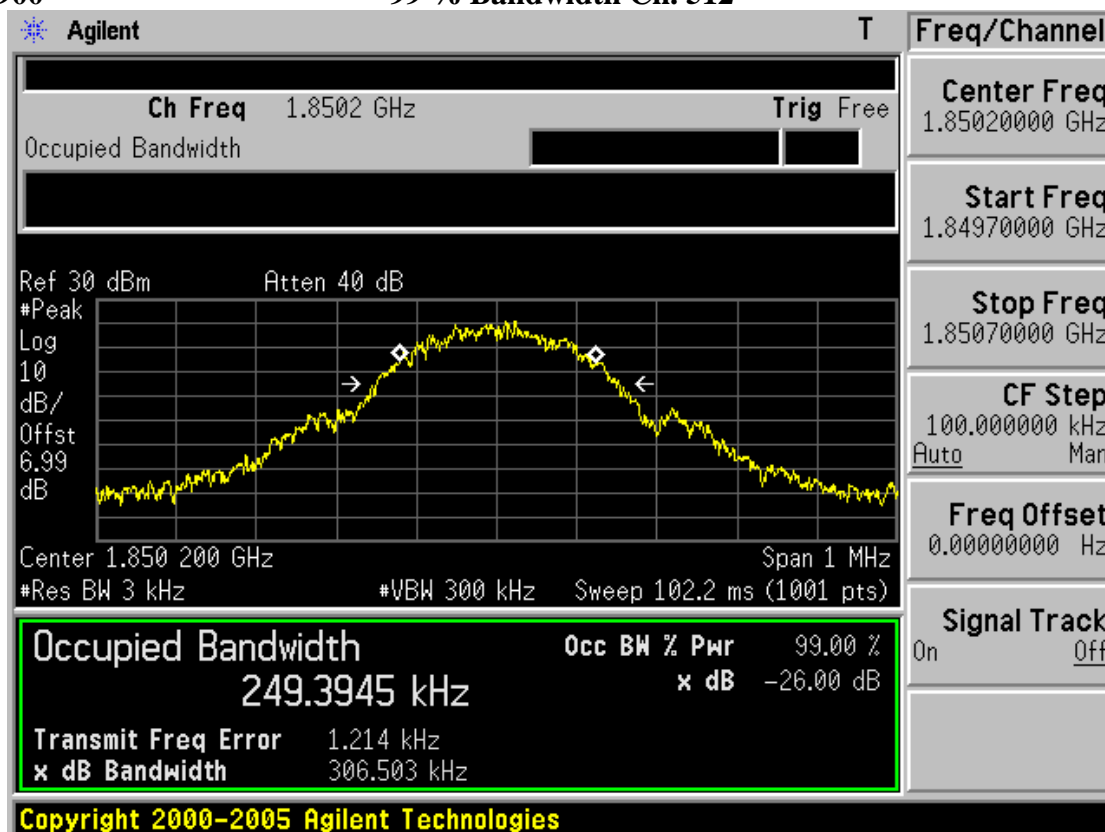 99 % Bandwidth Ch. 512
Agilent T Freq/Channel
Ch Freq 1.8502 GHz Trig Free
Occupied Bandwidth
Center Freq
1.85020000 GHz
Start Freq
1.84970000 GHz
Stop Freq
1.85070000 GHz
CF Step
100.000000 kHz
Auto Man
Freq Offset
0.00000000 Hz
Signal Track
On Off
Ref 30 dBm Atten 40 dB
#Peak
Log
10
dB/
Offst
6.99
dB
Center 1.850 200 GHz Span 1 MHz
#Res BW 3 kHz #VBW 300 kHz Sweep 102.2 ms (1001 pts)
Occupied Bandwidth Occ BW % Pwr 99.00 %
249.3945 kHz x dB -26.00 dB
Transmit Freq Error 1.214 kHz
x dB Bandwidth 306.503 kHz
Copyright 2000-2005 Agilent Technologies